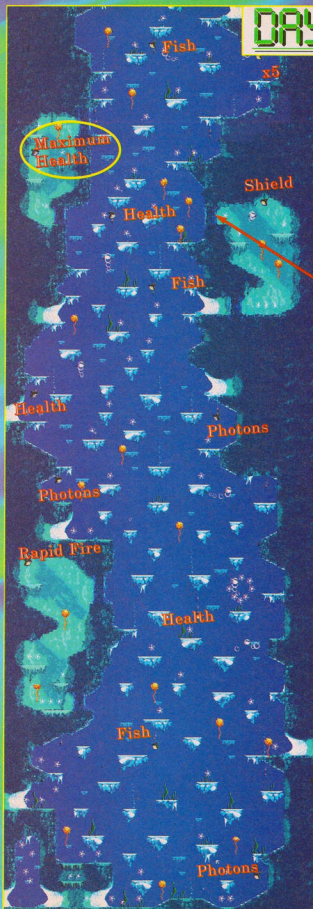 DAY
Fish
x5
Maximum
Health
Shield
Health
Fish
Health
Photons
Photons
Rapid Fire
Health
Fish
Photons